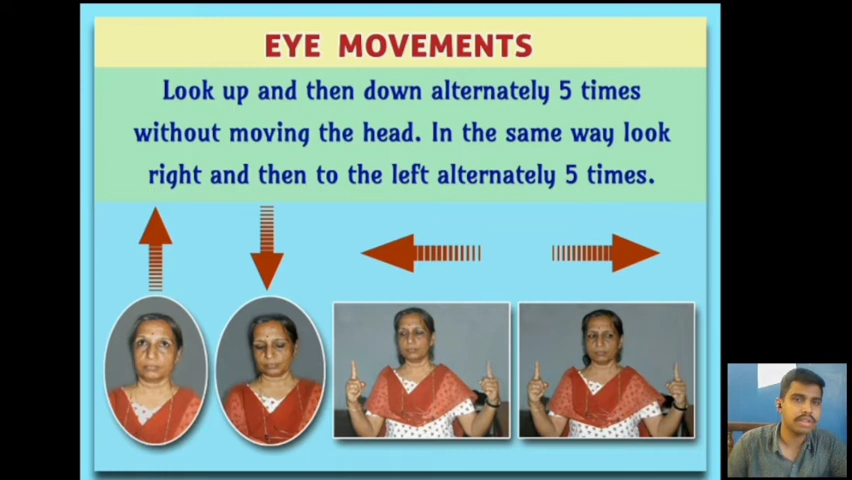 EYE MOVEMENTS
Look up and then down alternately 5 times
without moving the head. In the same way look
right and then to the left alternately 5 times.